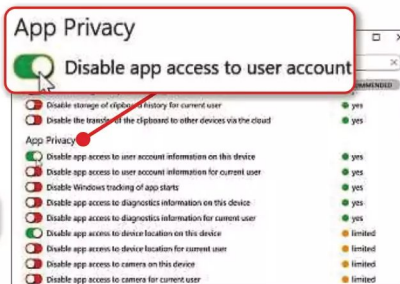 App Privacy
Disable app access to user account
OMMENDED
Disable storage of clipboard history for current user yes
Disable the transfer of the clipboard to other devices via the cloud yes
App Privacy
Disable app access to user account information on this device yes
Disable app access to user account information for current user yes
Disable Windows tracking of app starts yes
Disable app access to diagnostics information on this device yes
Disable app access to diagnostics information for current user yes
Disable app access to device location on this device limited
Disable app access to device location for current user limited
Disable app access to camera on this device limited
Disable app access to camera for current user limited